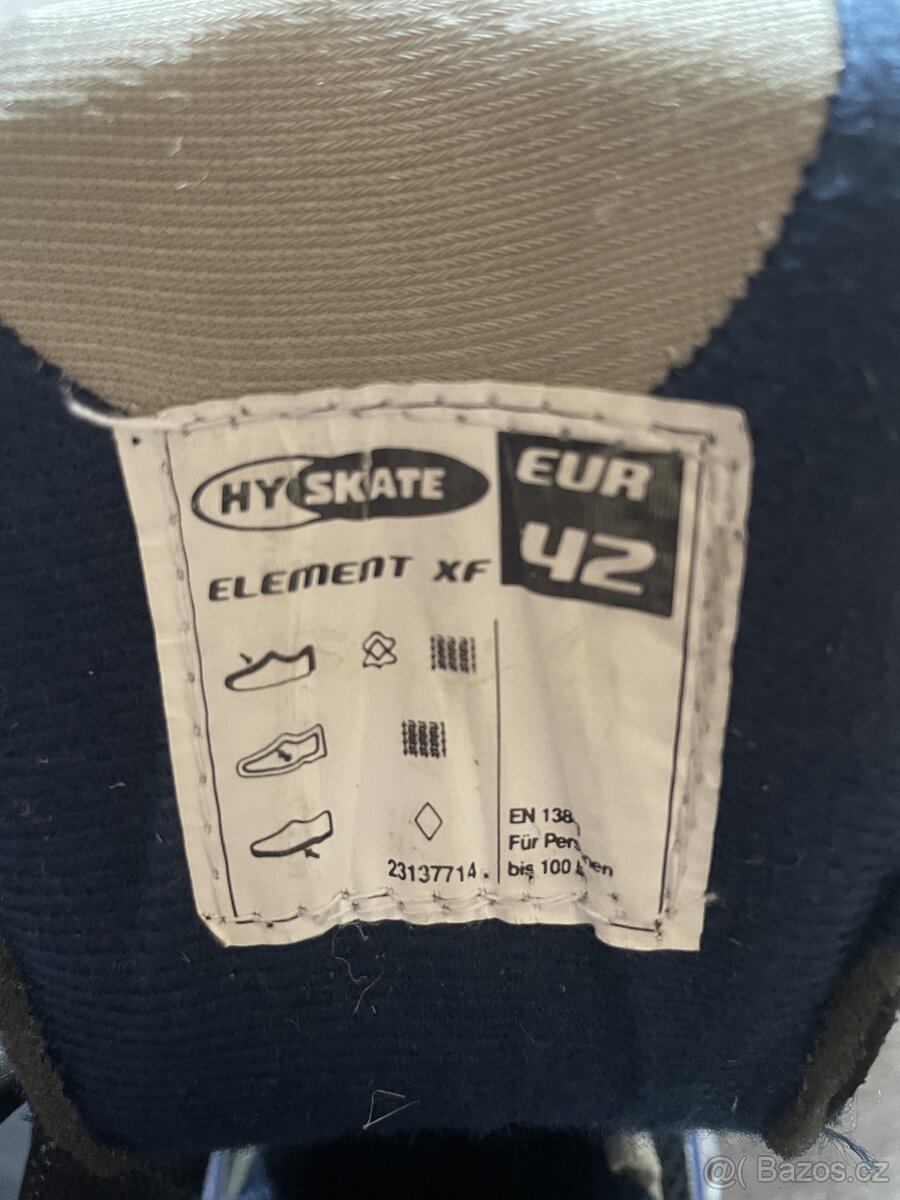 HY SKATE
EUR
42
ELEMENT XF
EN 138
Für Pers
bis 100
23137714.
@( Bazos.cz